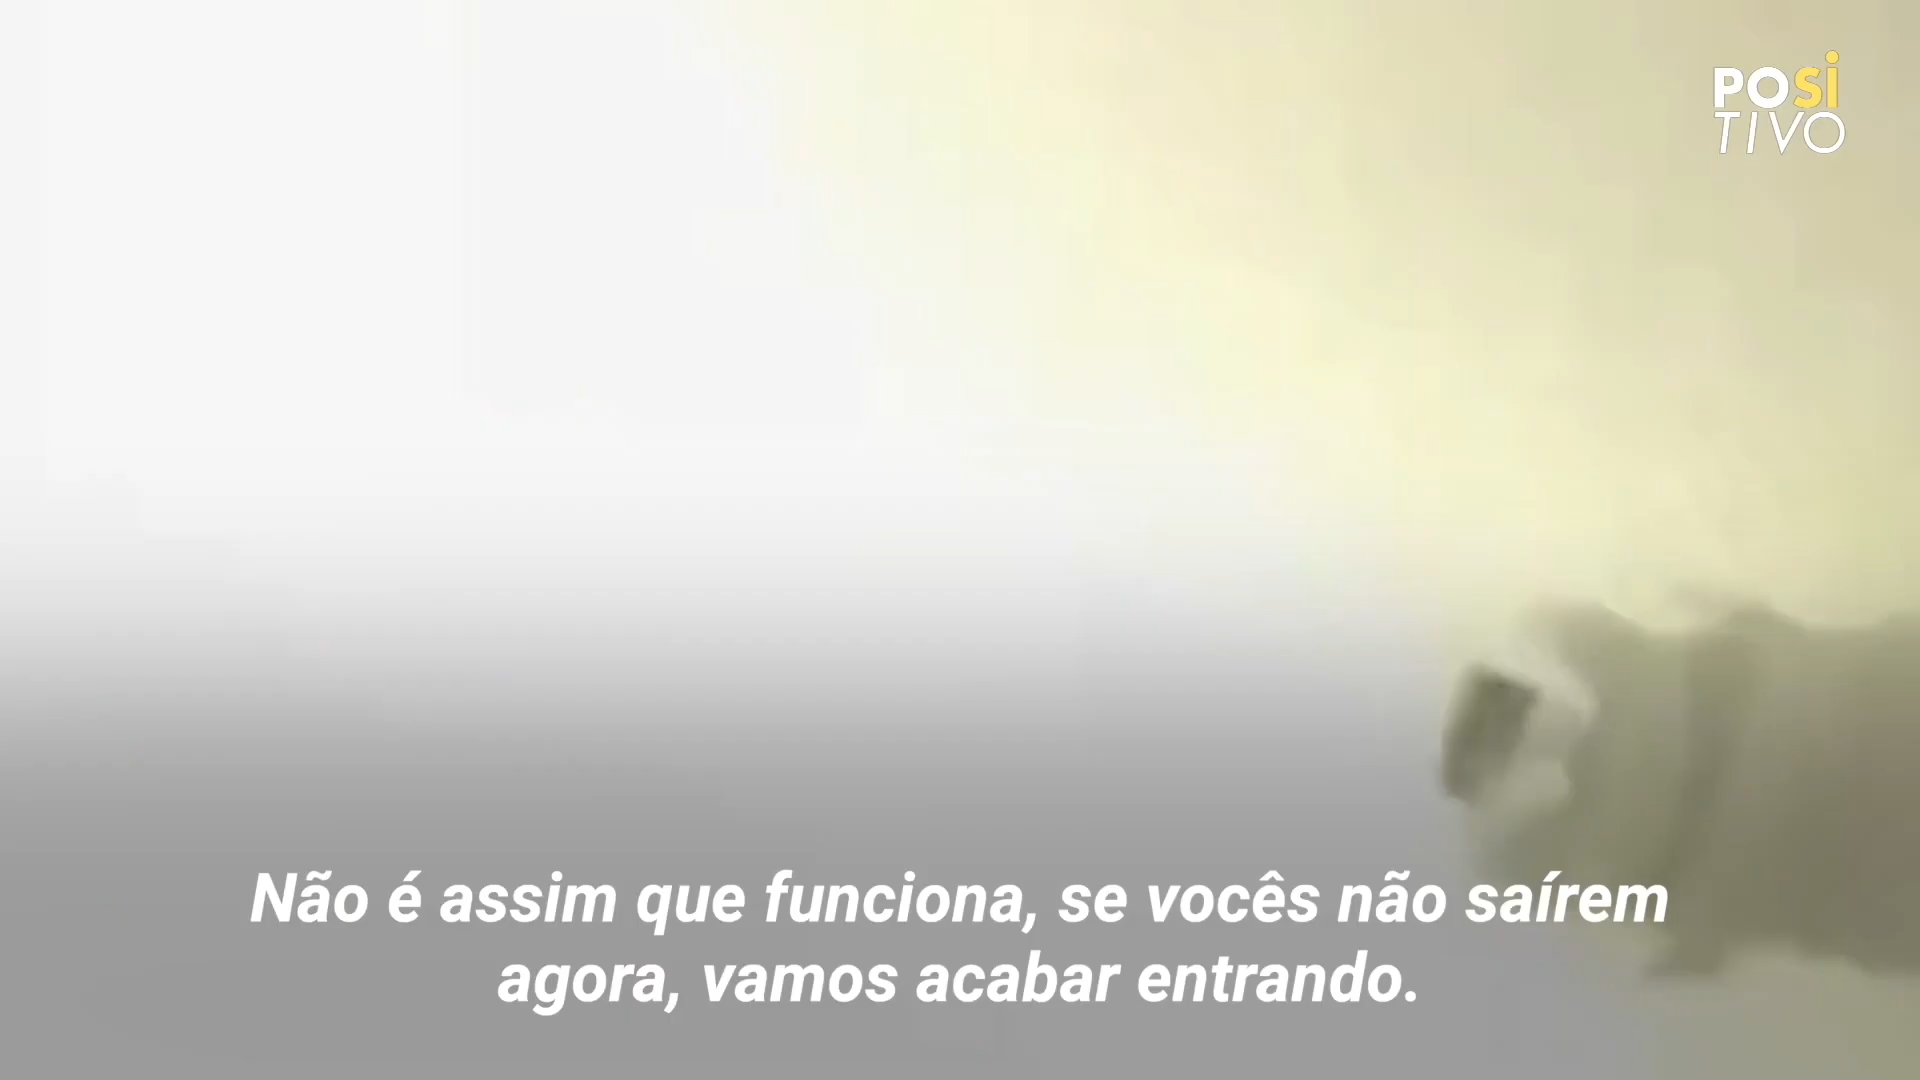 POSi
TIVO
Não é assim que funciona, se vocês não saírem
agora, vamos acabar entrando.